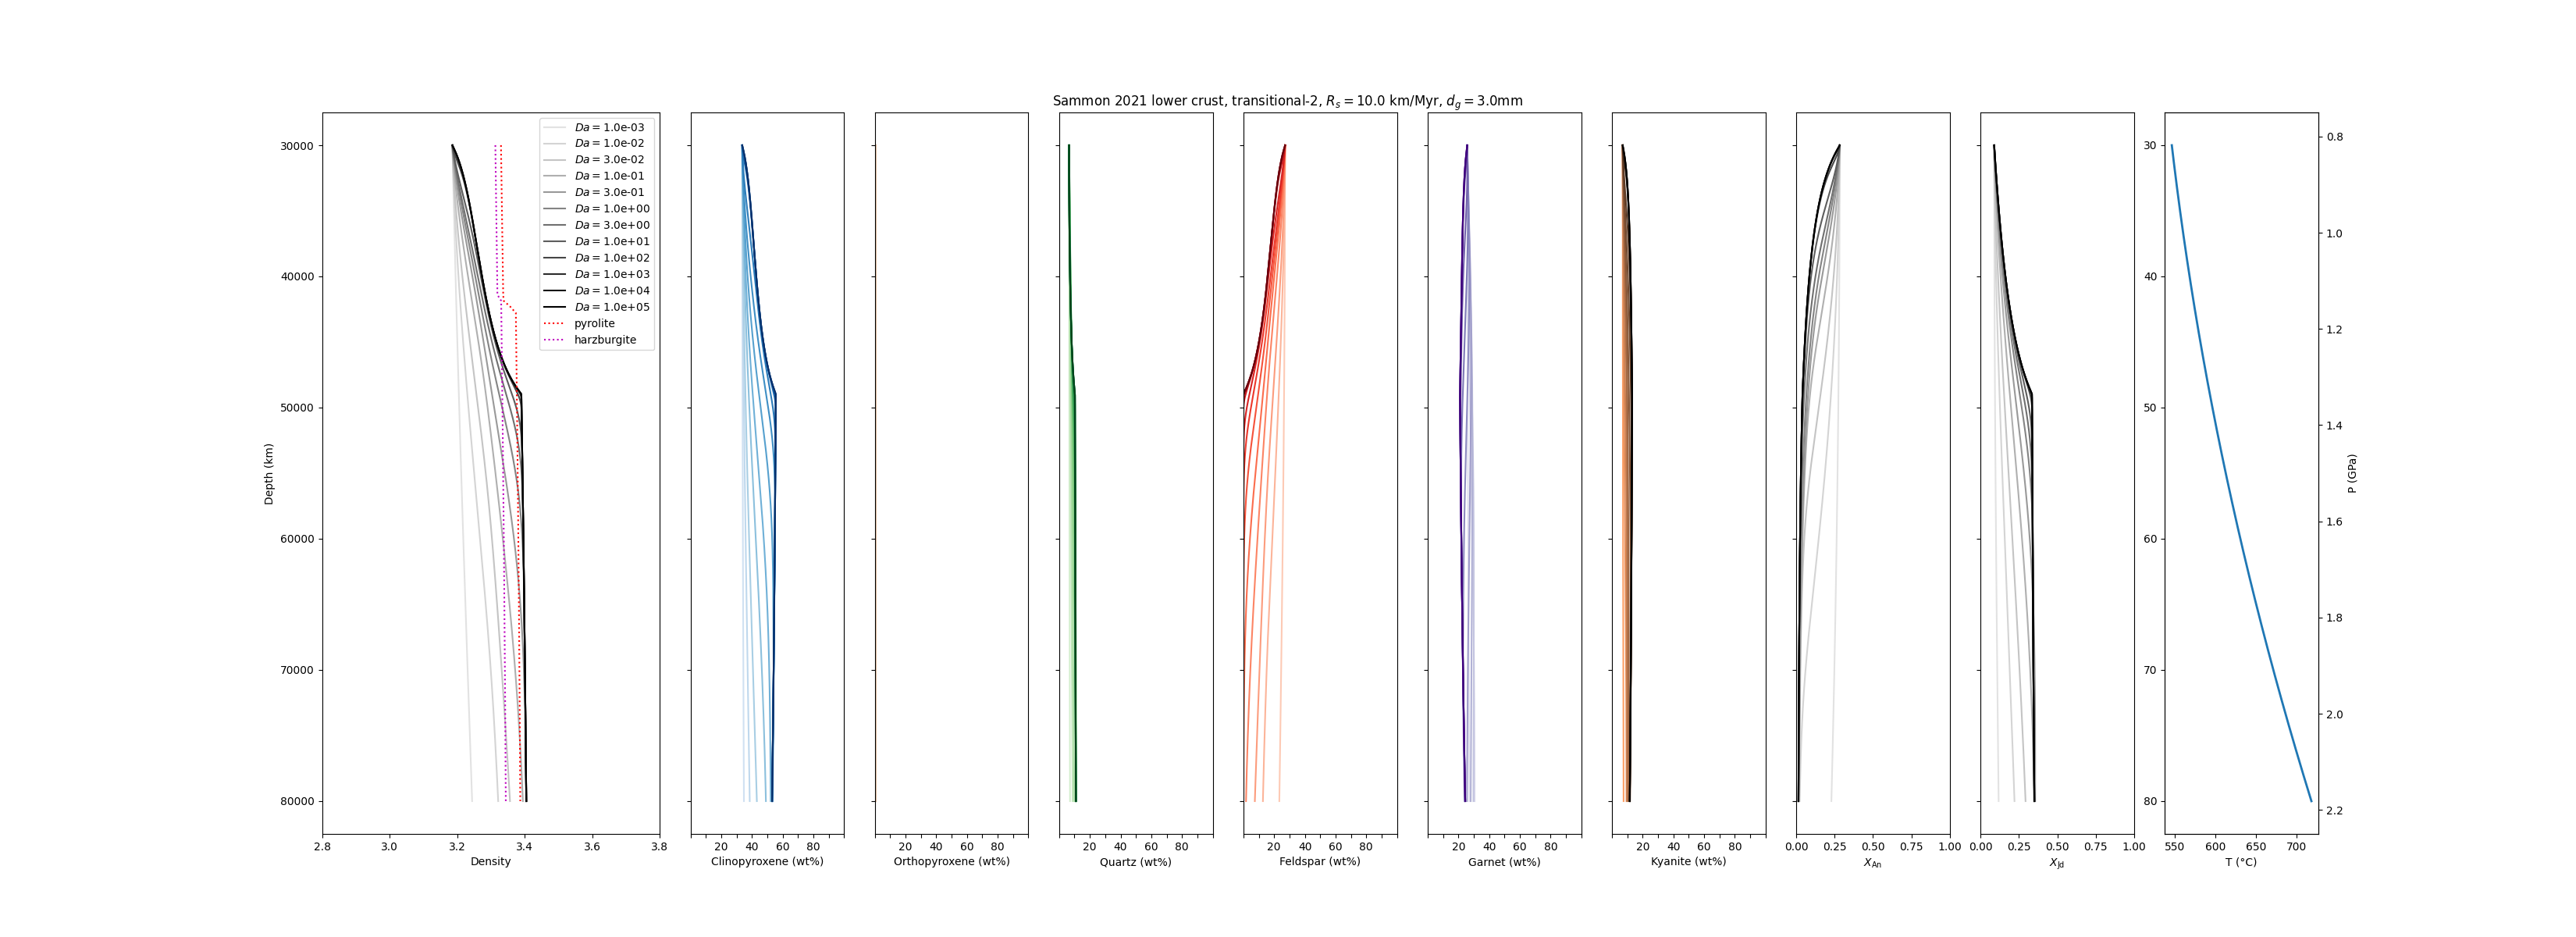 Sammon 2021 lower crust, transitional-2, R_s = 10.0 km/Myr, d_g = 3.0mm
Da = 1.0e-03
Da = 1.0e-02
Da = 3.0e-02
Da = 1.0e-01
Da = 3.0e-01
Da = 1.0e+00
Da = 3.0e+00
Da = 1.0e+01
Da = 1.0e+02
Da = 1.0e+03
Da = 1.0e+04
Da = 1.0e+05
pyrolite
harzburgite
Depth (km)
30000
40000
50000
60000
70000
80000
2.8 3.0 3.2 3.4 3.6 3.8
Density
20 40 60 80
Clinopyroxene (wt%)
20 40 60 80
Orthopyroxene (wt%)
20 40 60 80
Quartz (wt%)
20 40 60 80
Feldspar (wt%)
20 40 60 80
Garnet (wt%)
20 40 60 80
Kyanite (wt%)
0.00 0.25 0.50 0.75 1.00
X_An
0.00 0.25 0.50 0.75 1.00
X_Jd
30
40
50
60
70
80
550 600 650 700
T (°C)
0.8
1.0
1.2
1.4
1.6
1.8
2.0
2.2
P (GPa)